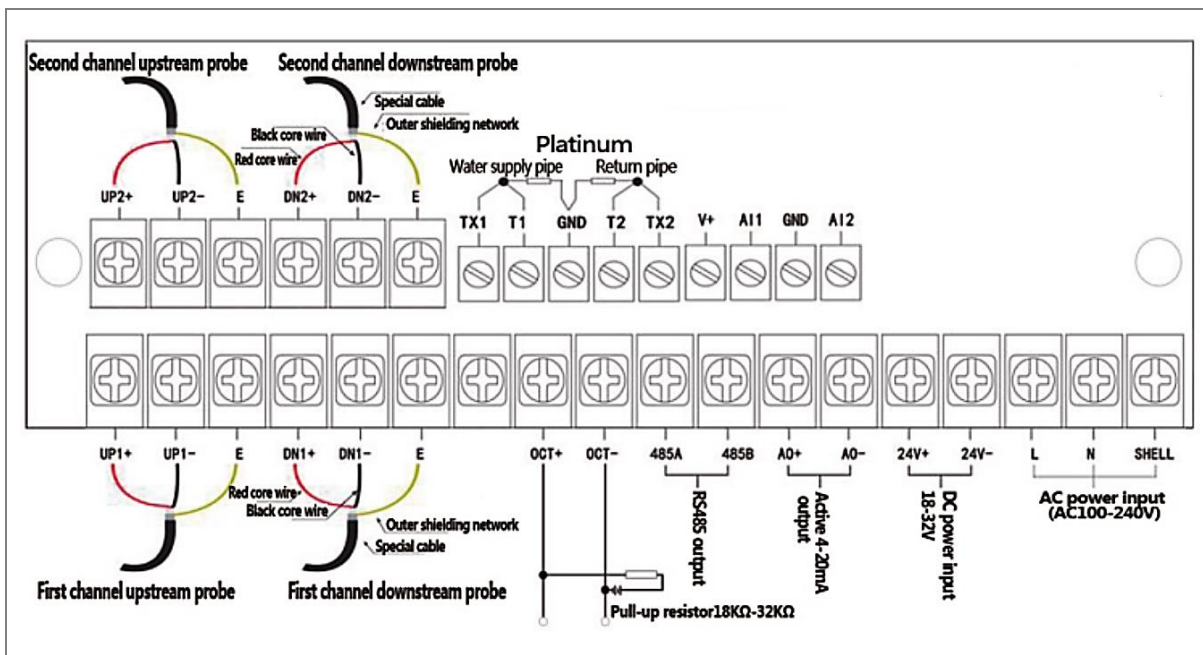 Second channel upstream probe
Second channel downstream probe
Special cable
Outer shielding network
Black core wire
Red core wire
Platinum
Water supply pipe
Return pipe
UP2+ UP2- E DN2+ DN2- E
TX1 T1 GND T2 TX2 V+ AI1 GND AI2
UP1+ UP1- E DN1+ DN1- E OCT+ OCT- 485A 485B AO+ AO- 24V+ 24V- L N SHELL
Red core wire
Black core wire
Outer shielding network
Special cable
First channel upstream probe
First channel downstream probe
Pull-up resistor18KΩ-32KΩ
RS485 output
Active 4-20mA
output
DC power input
18-32V
AC power input
(AC100-240V)